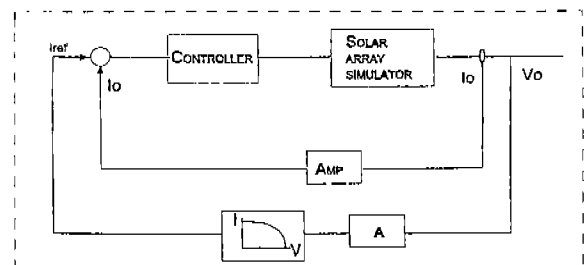 Iref
Io
CONTROLLER
SOLAR
ARRAY
SIMULATOR
Io
Vo
AMP
I
V
A